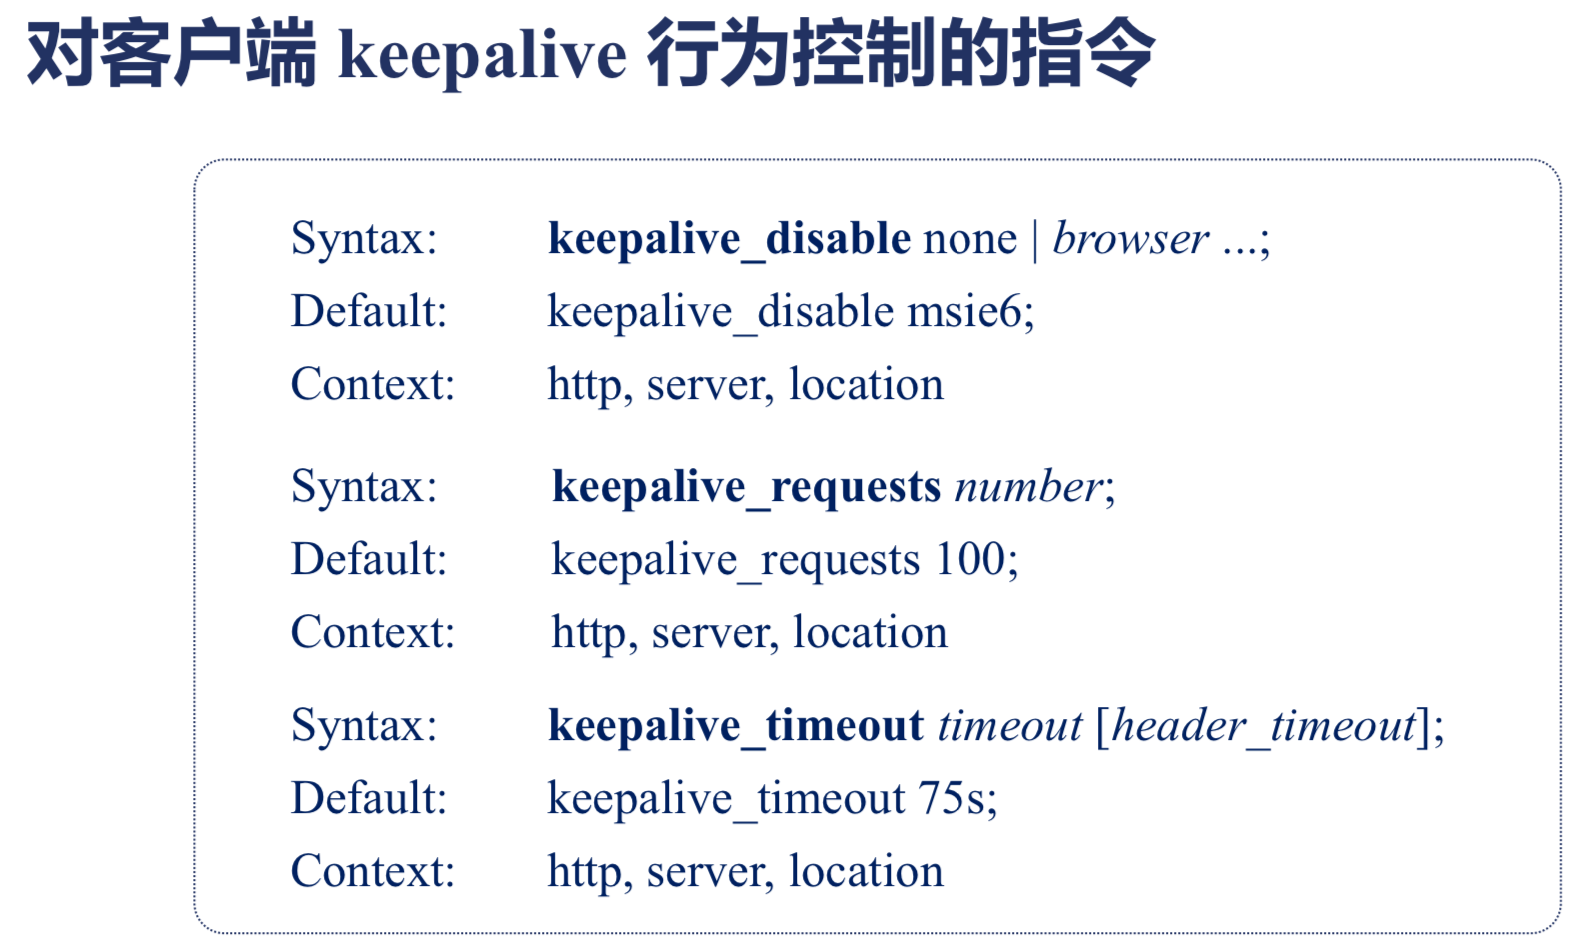 对客户端 keepalive 行为控制的指令
Syntax: keepalive_disable none | browser ...;
Default: keepalive_disable msie6;
Context: http, server, location
Syntax: keepalive_requests number;
Default: keepalive_requests 100;
Context: http, server, location
Syntax: keepalive_timeout timeout [header_timeout];
Default: keepalive_timeout 75s;
Context: http, server, location